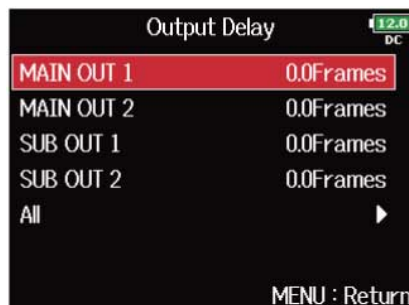 Output Delay
12.0
DC
MAIN OUT 1 0.0Frames
MAIN OUT 2 0.0Frames
SUB OUT 1 0.0Frames
SUB OUT 2 0.0Frames
All
MENU : Return